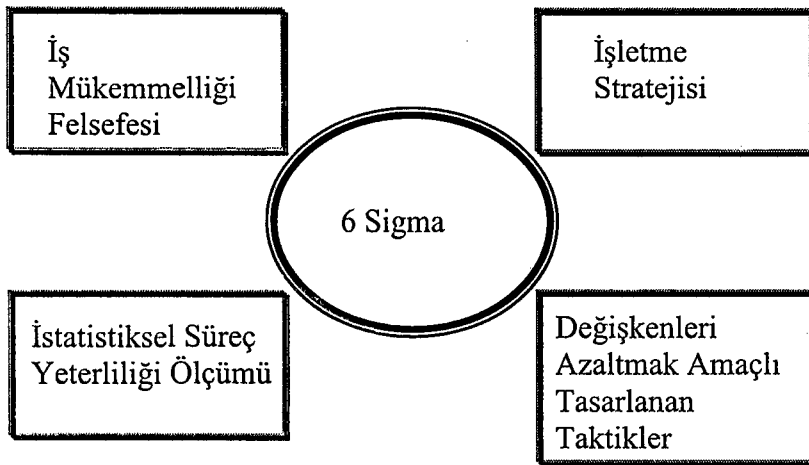 İş
Mükemmelliği
Felsefesi
İşletme
Stratejisi
6 Sigma
İstatistiksel Süreç
Yeterliliği Ölçümü
Değişkenleri
Azaltmak Amaçlı
Tasarlanan
Taktikler